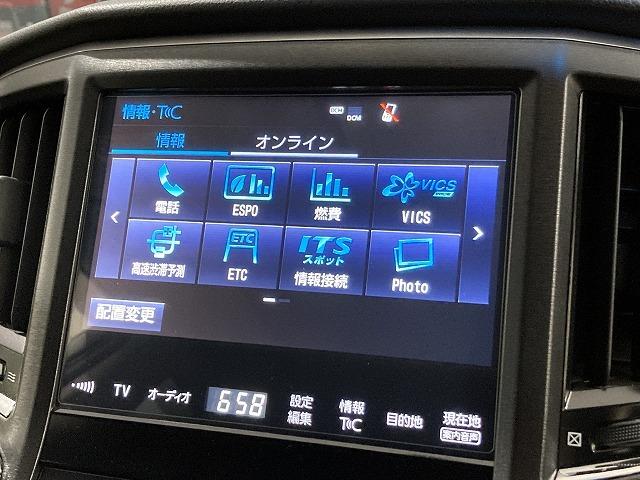 情報・T℃
DCM
DCM
情報
オンライン
電話
ESPO
燃費
VICS
VICS
高速渋滞予測
ETC
ETC
ITS
スポット
情報接続
Photo
配置変更
TV
オーディオ
6:58
設定
編集
情報
T℃
目的地
現在地
案内音声